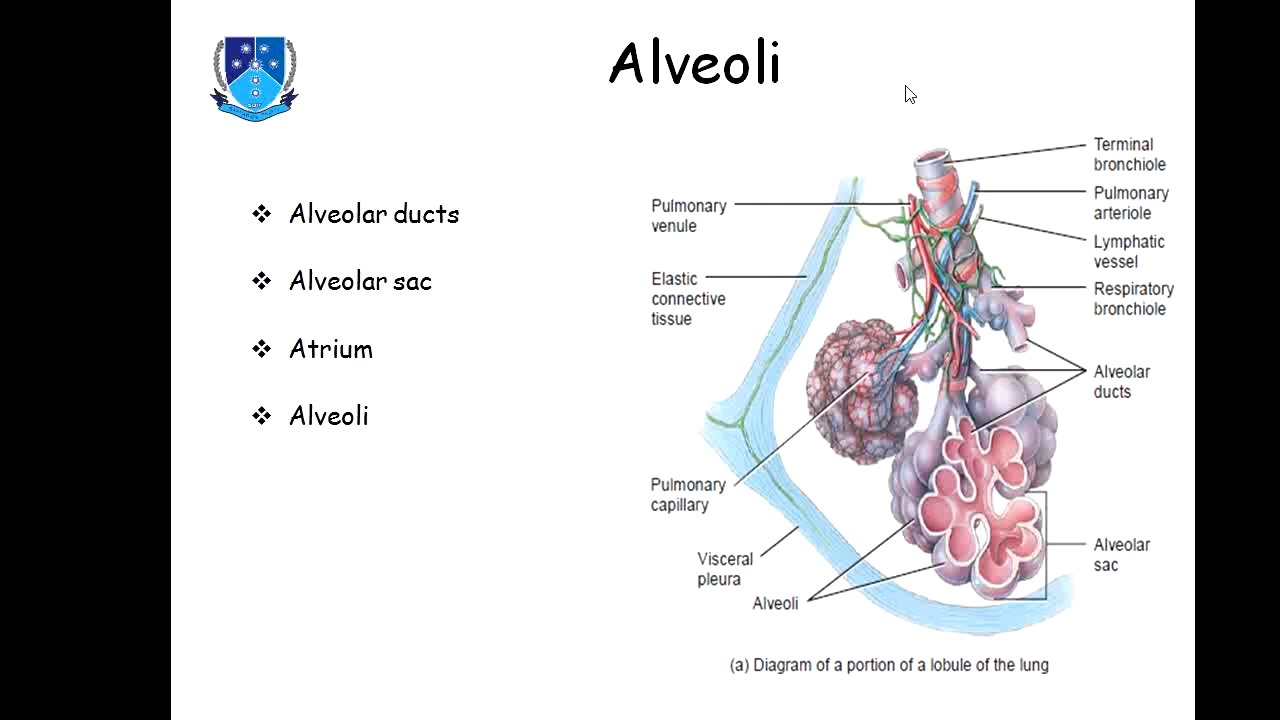 Alveoli
❖ Alveolar ducts
❖ Alveolar sac
❖ Atrium
❖ Alveoli
Pulmonary
venule
Elastic
connective
tissue
Pulmonary
capillary
Visceral
pleura
Alveoli
Terminal
bronchiole
Pulmonary
arteriole
Lymphatic
vessel
Respiratory
bronchiole
Alveolar
ducts
Alveolar
sac
(a) Diagram of a portion of a lobule of the lung